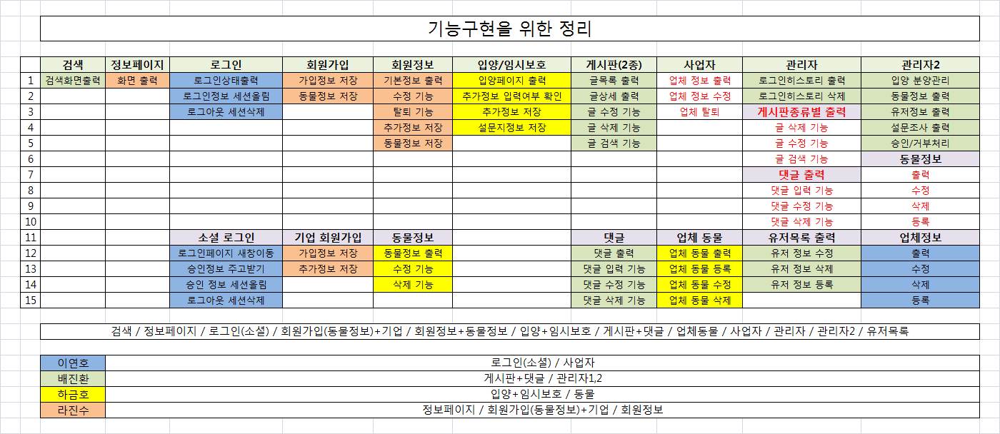 기능구현을 위한 정리
검색 정보페이지 로그인 회원가입 회원정보 입양/임시보호 게시판(2종) 사업자 관리자 관리자2
1 검색화면출력 화면 출력 로그인상태출력 가입정보 저장 기본정보 출력 입양페이지 출력 글목록 출력 업체 정보 출력 로그인히스토리 출력 입양 분양관리
2 로그인정보 세션올림 동물정보 저장 수정 기능 추가정보 입력여부 확인 글상세 출력 업체 정보 수정 로그인히스토리 삭제 동물정보 출력
3 로그아웃 세션삭제 탈퇴 기능 추가정보 저장 글 수정 기능 업체 탈퇴 게시판종류별 출력 유저정보 출력
4 추가정보 저장 설문지정보 저장 글 삭제 기능 글 삭제 기능 설문조사 출력
5 동물정보 저장 글 검색 기능 글 수정 기능 승인/거부처리
6 글 검색 기능 동물정보
7 댓글 출력 출력
8 댓글 입력 기능 수정
9 댓글 수정 기능 삭제
10 댓글 삭제 기능 등록
11 소셜 로그인 기업 회원가입 동물정보 댓글 업체 동물 유저목록 출력 업체정보
12 로그인페이지 새창이동 가입정보 저장 동물정보 출력 댓글 출력 업체 동물 출력 유저 정보 수정 출력
13 승인정보 주고받기 추가정보 저장 수정 기능 댓글 입력 기능 업체 동물 등록 유저 정보 삭제 수정
14 승인 정보 세션올림 삭제 기능 댓글 수정 기능 업체 동물 수정 유저 정보 등록 삭제
15 로그아웃 세션삭제 댓글 삭제 기능 업체 동물 삭제 등록
검색 / 정보페이지 / 로그인(소셜) / 회원가입(동물정보)+기업 / 회원정보+동물정보 / 입양+임시보호 / 게시판+댓글 / 업체동물 / 사업자 / 관리자 / 관리자2 / 유저목록
이연호 로그인(소셜) / 사업자
배진환 게시판+댓글 / 관리자1,2
하금호 입양+임시보호 / 동물
라진수 정보페이지 / 회원가입(동물정보)+기업 / 회원정보